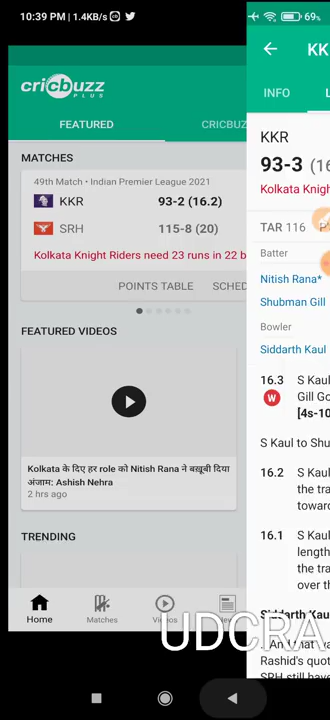 10:39 PM | 1.4KB/s
69%
cricbuzz
PLUS
FEATURED
CRICBUZ
MATCHES
49th Match • Indian Premier League 2021
KKR 93-2 (16.2)
SRH 115-8 (20)
Kolkata Knight Riders need 23 runs in 22 b
POINTS TABLE
SCHED
FEATURED VIDEOS
Kolkata के दिए हर रोल को Nitish Rana ने बखूबी दिया
अंजाम: Ashish Nehra
2 hrs ago
TRENDING
Home
Matches
Videos
KK
INFO
L
KKR
93-3 (16.
Kolkata Knigh
TAR 116
Batter
Nitish Rana*
Shubman Gill
Bowler
Siddarth Kaul
16.3 S Kaul
W
Gill Go
[4s-10
S Kaul to Shu
16.2 S Kaul
the tra
toward
16.1 S Kaul
length
the tra
over th
Siddarth Kau
And that
Rashid's quot
SRH still have
UDCRA